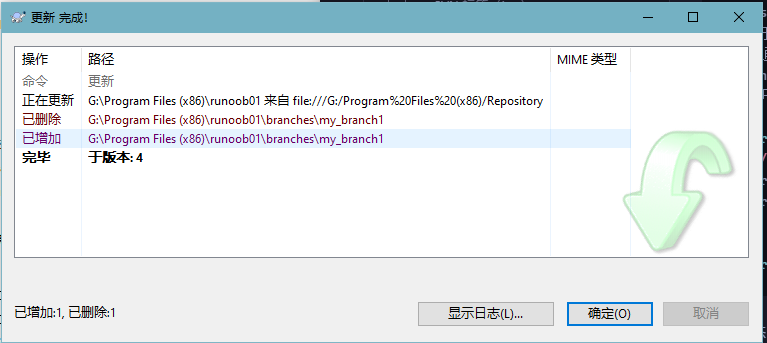 更新 完成!
操作 路径 MIME 类型
命令 更新
正在更新 G:\Program Files (x86)\runoob01 来自 file:///G:/Program%20Files%20(x86)/Repository
已删除 G:\Program Files (x86)\runoob01\branches\my_branch1
已增加 G:\Program Files (x86)\runoob01\branches\my_branch1
完毕 于版本: 4
已增加:1, 已删除:1
显示日志(L)... 确定(O) 取消